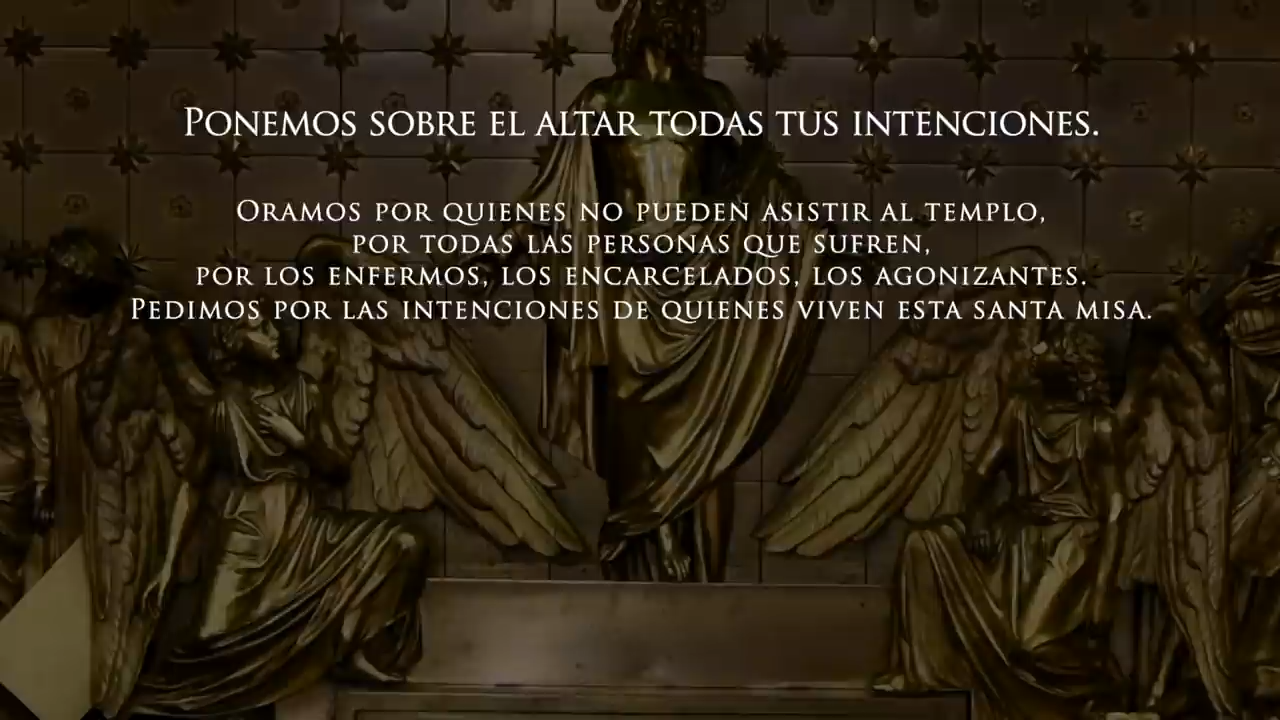 Ponemos sobre el altar todas tus intenciones.
Oramos por quienes no pueden asistir al templo,
por todas las personas que sufren,
por los enfermos, los encarcelados, los agonizantes.
Pedimos por las intenciones de quienes viven esta santa misa.